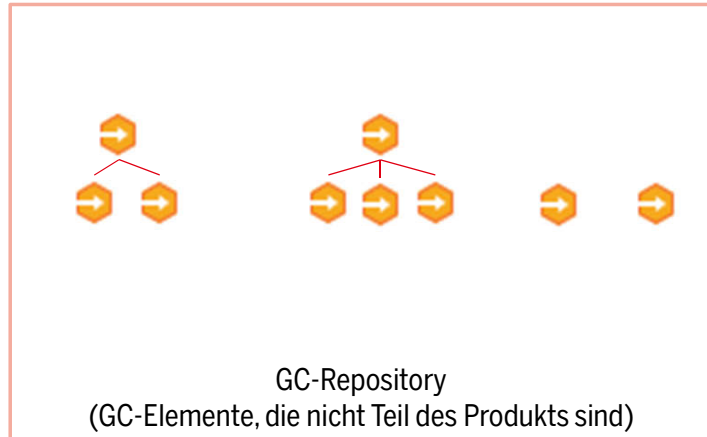 GC-Repository
(GC-Elemente, die nicht Teil des Produkts sind)